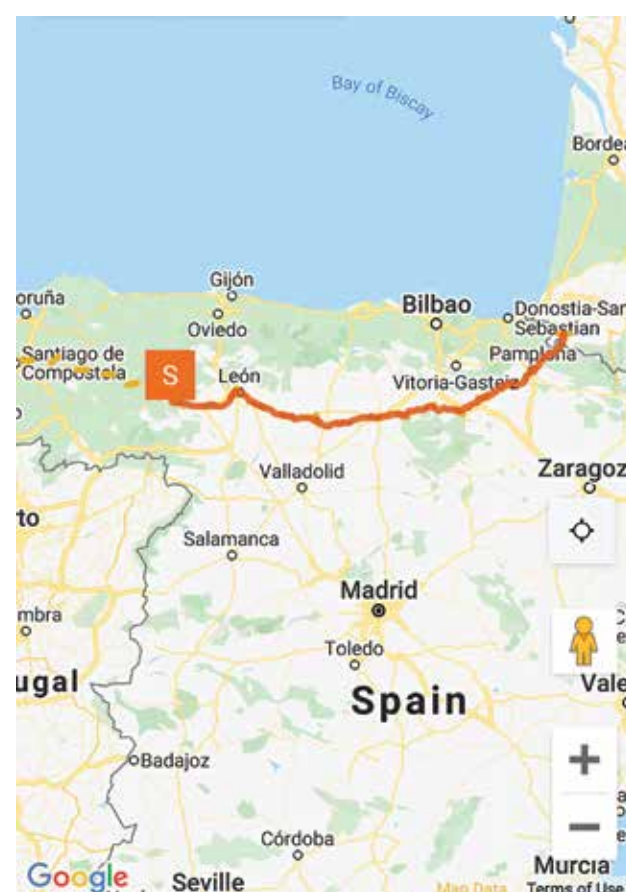 Bay of Biscay
Borde
Gijón
oruña
Bilbao
Donostia-San
Sebastian
Oviedo
Santiago de
Compostela
S
León
Pamplona
Vitoria-Gasteiz
Valladolid
Zaragoz
to
Salamanca
Madrid
mbra
Toledo
ugal
Spain
Vale
Badajoz
Córdoba
Murcia
Google
Seville
Map Data
Terms of Use